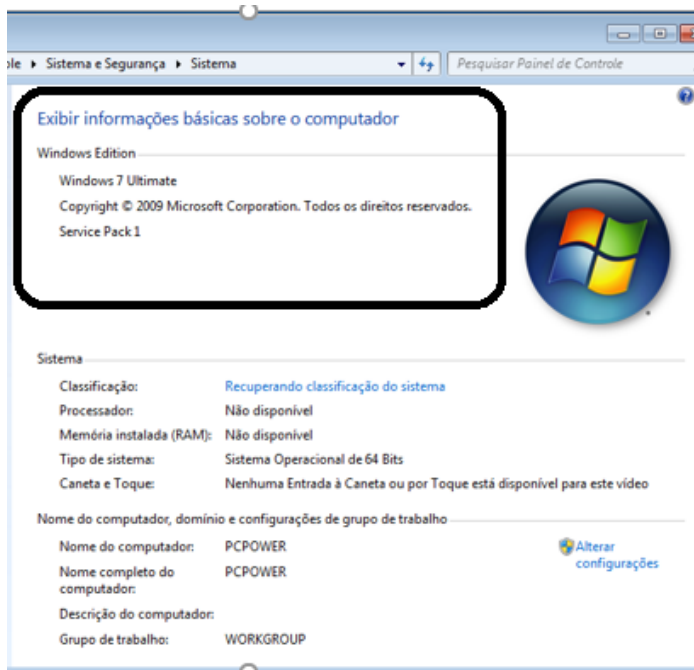 ole ▸ Sistema e Segurança ▸ Sistema
Pesquisar Painel de Controle
Exibir informações básicas sobre o computador
Windows Edition
Windows 7 Ultimate
Copyright © 2009 Microsoft Corporation. Todos os direitos reservados.
Service Pack 1
Sistema
Classificação: Recuperando classificação do sistema
Processador: Não disponível
Memória instalada (RAM): Não disponível
Tipo de sistema: Sistema Operacional de 64 Bits
Caneta e Toque: Nenhuma Entrada à Caneta ou por Toque está disponível para este vídeo
Nome do computador, domínio e configurações de grupo de trabalho
Nome do computador: PCPOWER
Alterar
configurações
Nome completo do
computador:
PCPOWER
Descrição do computador:
Grupo de trabalho: WORKGROUP